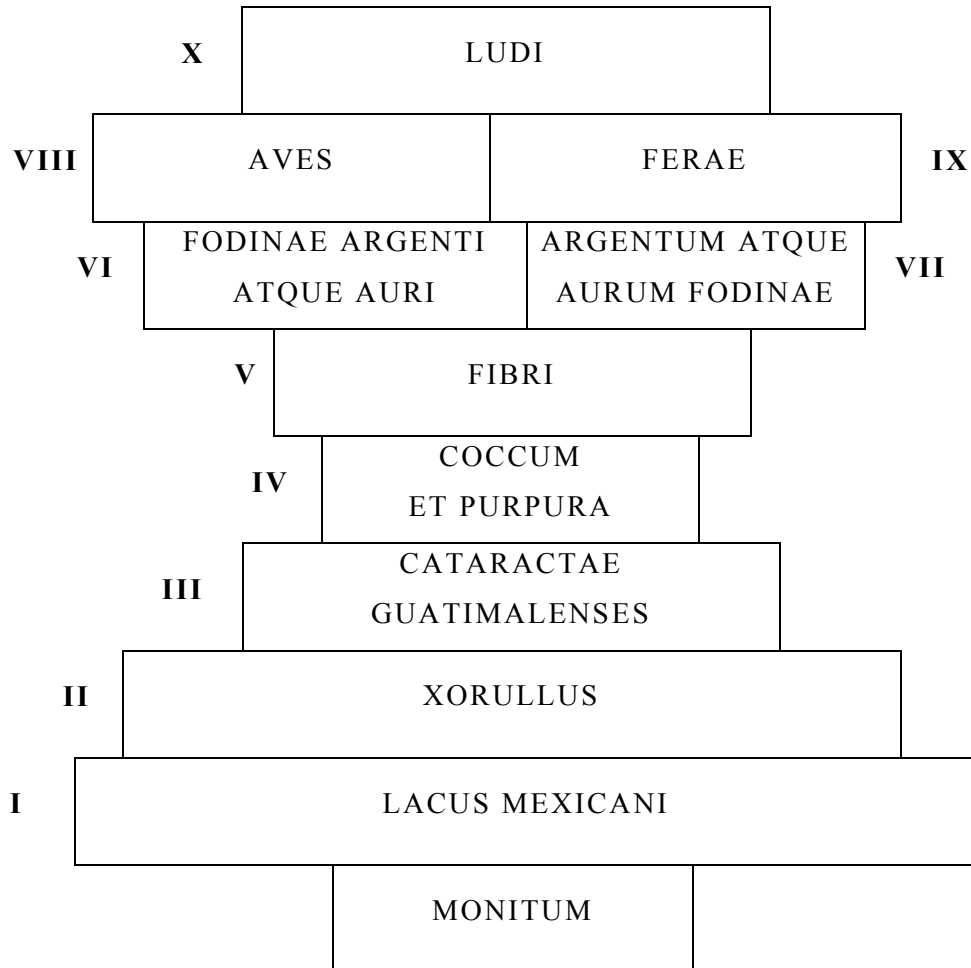 X
LUDI
VIII
AVES
FERAE
IX
VI
FODINAE ARGENTI
ATQUE AURI
ARGENTUM ATQUE
AURUM FODINAE
VII
V
FIBRI
IV
COCCUM
ET PURPURA
III
CATARACTAE
GUATIMALENSES
II
XORULLUS
I
LACUS MEXICANI
MONITUM